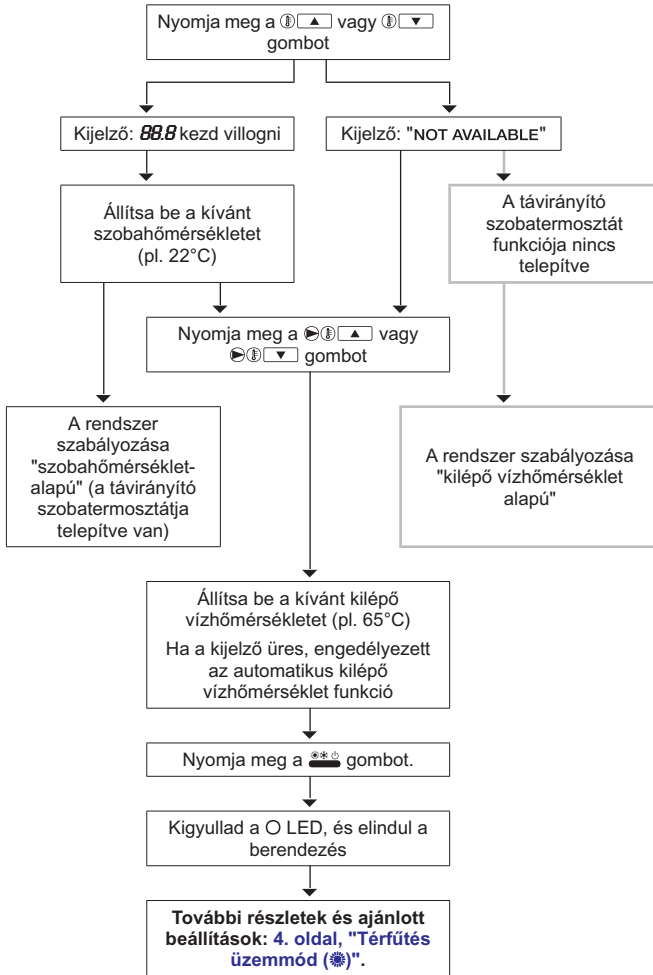 Nyomja meg a ▲ vagy ▼
gombot
Kijelző: 88.8 kezd villogni
Kijelző: "NOT AVAILABLE"
Állítsa be a kívánt
szobahőmérsékletet
(pl. 22°C)
A távirányító
szobatermosztát
funkciója nincs
telepítve
Nyomja meg a ▲ vagy
▼ gombot
A rendszer
szabályozása
"szobahőmérséklet-
alapú" (a távirányító
szobatermosztátja
telepítve van)
A rendszer szabályozása
"kilépő vízhőmérséklet
alapú"
Állítsa be a kívánt kilépő
vízhőmérsékletet (pl. 65°C)
Ha a kijelző üres, engedélyezett
az automatikus kilépő
vízhőmérséklet funkció
Nyomja meg a gombot.
Kigyullad a LED, és elindul a
berendezés
További részletek és ajánlott
beállítások: 4. oldal, "Térfűtés
üzemmód ()".